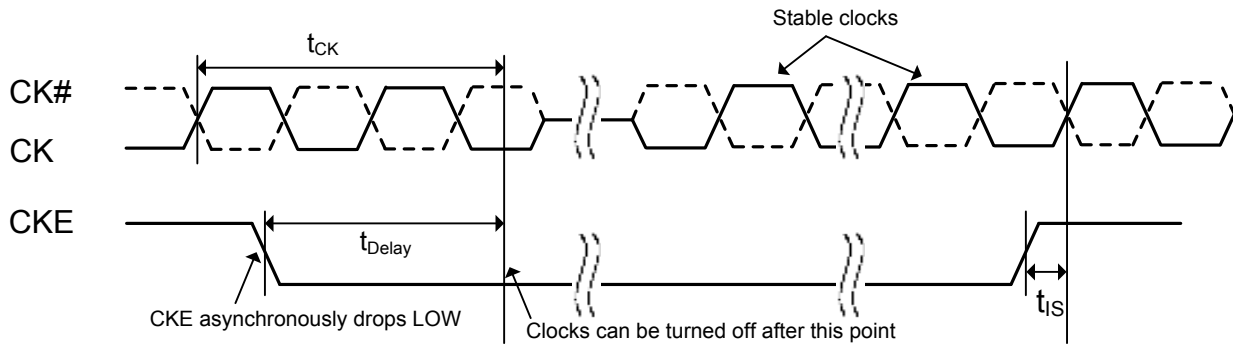 Stable clocks
tCK
CK#
CK
CKE
tDelay
tIS
CKE asynchronously drops LOW
Clocks can be turned off after this point